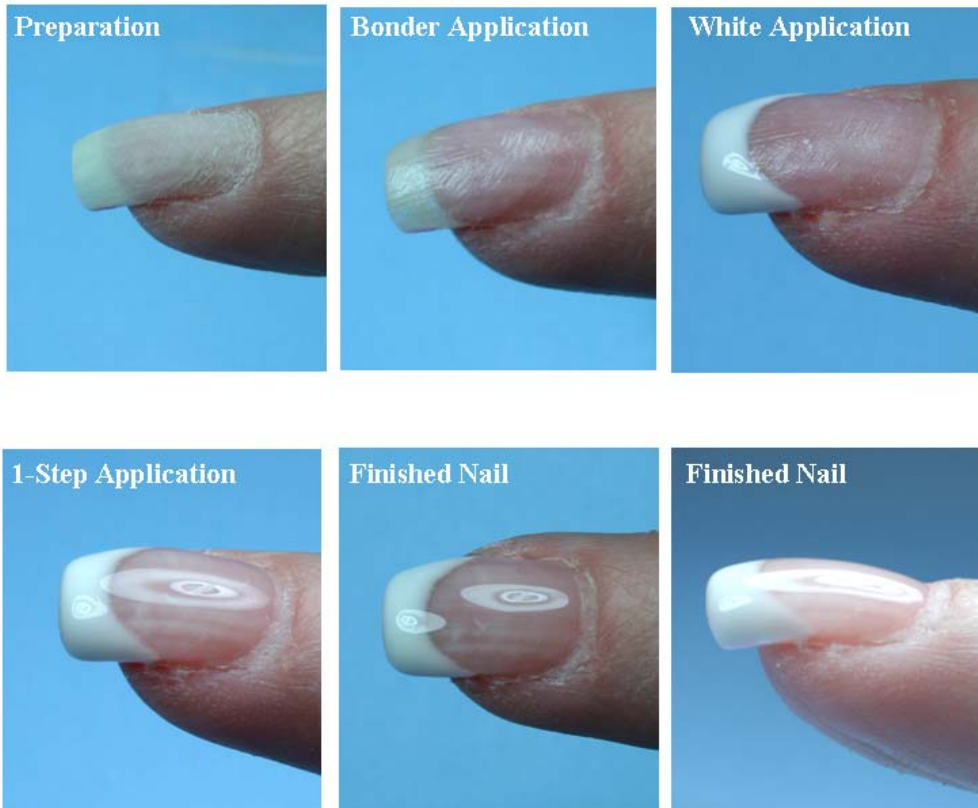 Preparation
Bonder Application
White Application
1-Step Application
Finished Nail
Finished Nail